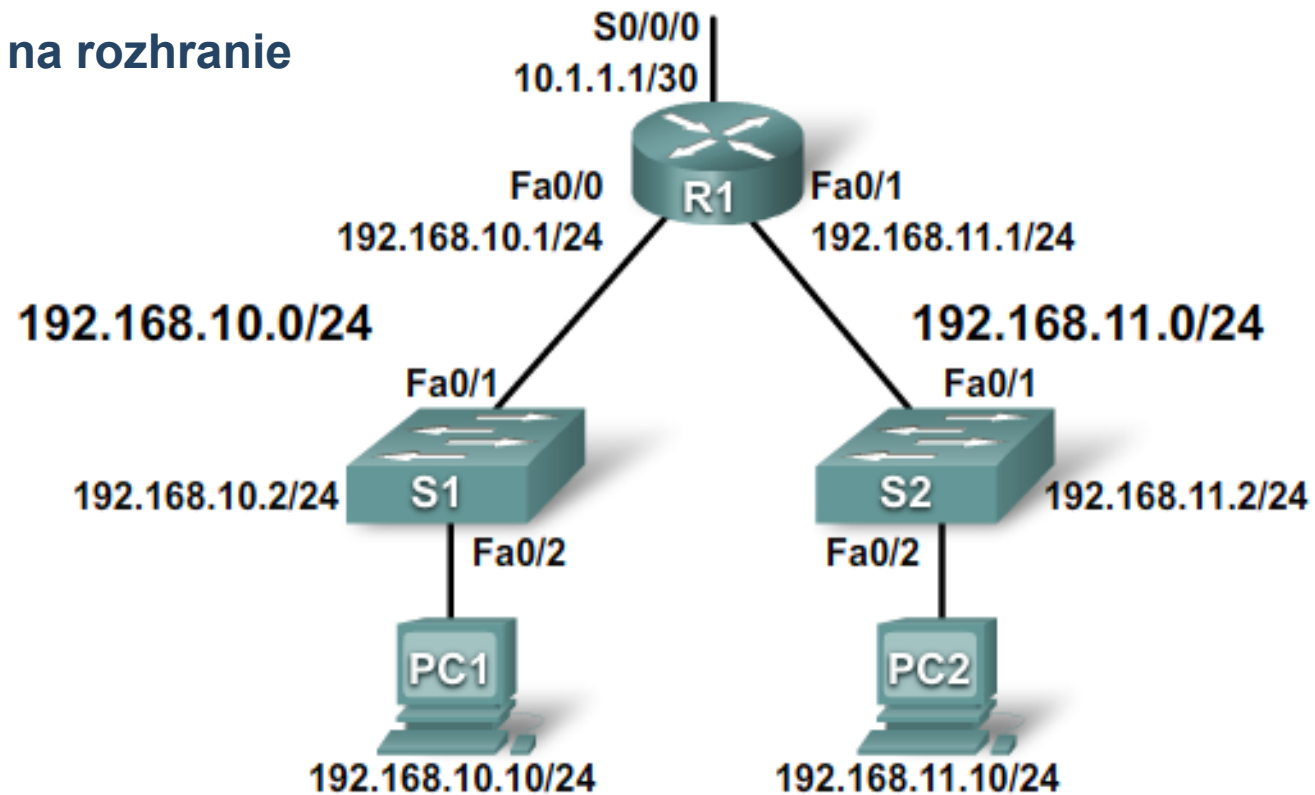 na rozhranie
S0/0/0
10.1.1.1/30
Fa0/0
R1
Fa0/1
192.168.10.1/24
192.168.11.1/24
192.168.10.0/24
192.168.11.0/24
Fa0/1
Fa0/1
192.168.10.2/24
S1
S2
192.168.11.2/24
Fa0/2
Fa0/2
PC1
PC2
192.168.10.10/24
192.168.11.10/24